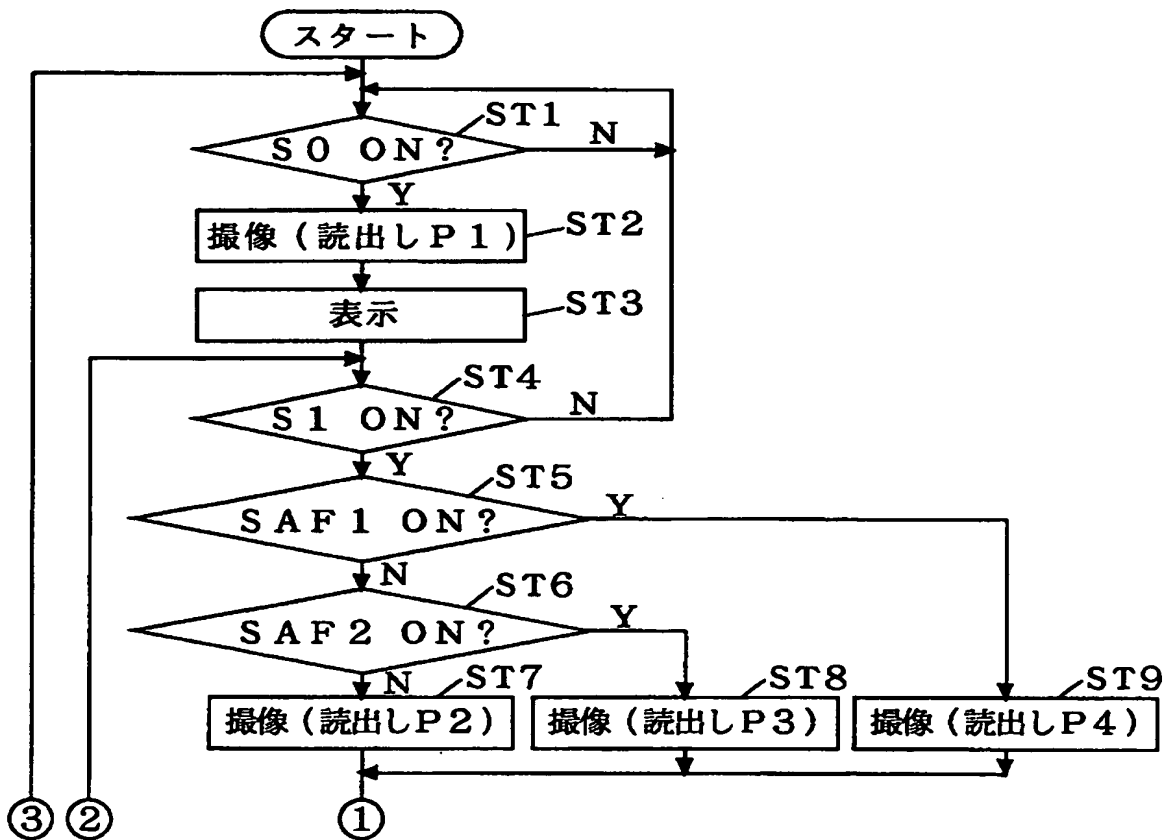 スタート
ST1
S0 ON?
N
Y
撮像(読出しP1)
ST2
表示
ST3
ST4
S1 ON?
N
Y
ST5
SAF1 ON?
Y
N
ST6
SAF2 ON?
Y
N
ST7
ST8
ST9
撮像(読出しP2)
撮像(読出しP3)
撮像(読出しP4)
③
②
①